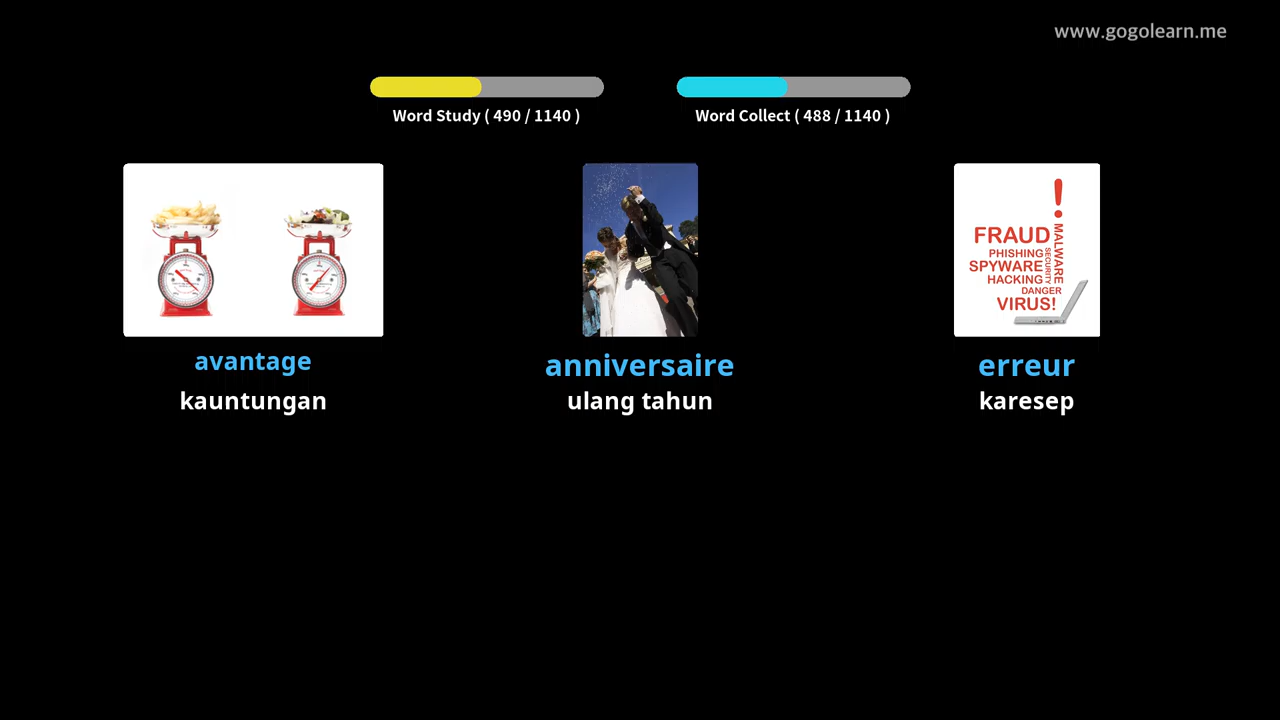 www.gogolearn.me
Word Study ( 490 / 1140 )
Word Collect ( 488 / 1140 )
FRAUD
PHISHING
SPYWARE
HACKING
DANGER
VIRUS!
MALWARE
SECURITY
!
avantage
anniversaire
erreur
kauntungan
ulang tahun
karesep